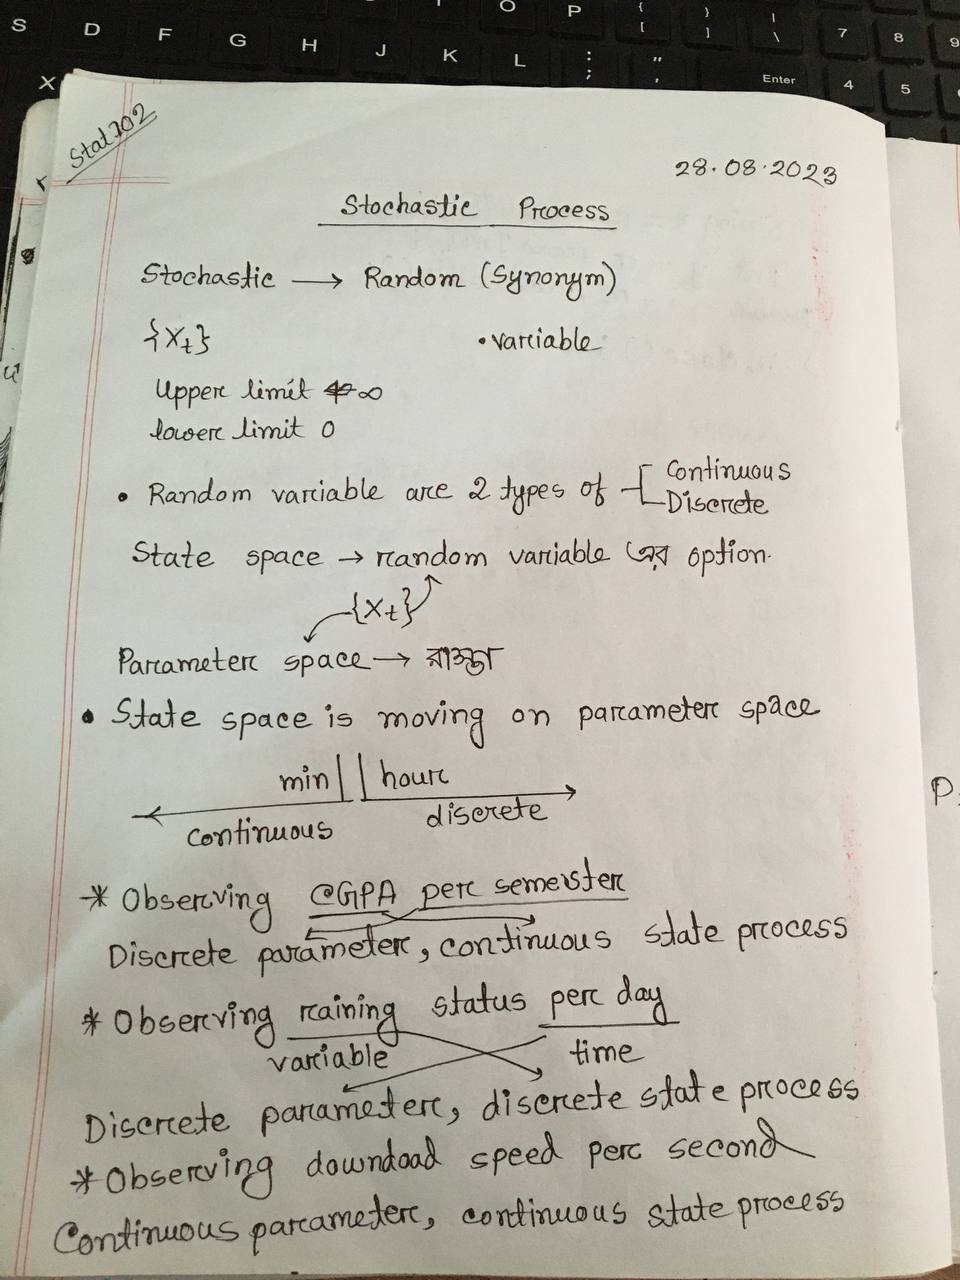 S D F G H J K L
O P { [ } ] | \ 7 8 9
: ; " , Enter 4 5
X
Stat 102
28.08.2023
Stochastic Process
Stochastic → Random (Synonym)
{Xt} • variable
Upper limit ∞
lower limit 0
• Random variable are 2 types of Continuous
Discrete
State space → random variable এর option.
{Xt}
Parameter space → রাস্তা
• State space is moving on parameter space
min || hour
continuous discrete
* Observing CGPA per semester
Discrete parameter, continuous state process
* Observing raining status per day
variable time
Discrete parameter, discrete state process
* Observing download speed per second
Continuous parameter, continuous state process
P